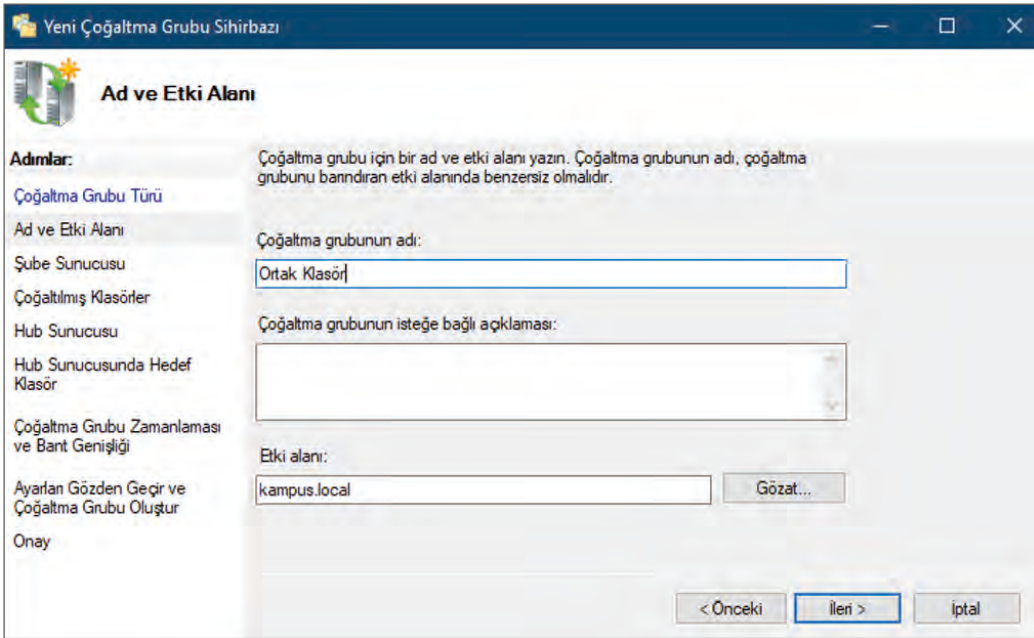 Yeni Çoğaltma Grubu Sihirbazı
Ad ve Etki Alanı
Adımlar:
Çoğaltma Grubu Türü
Ad ve Etki Alanı
Şube Sunucusu
Çoğaltılmış Klasörler
Hub Sunucusu
Hub Sunucusunda Hedef
Klasör
Çoğaltma Grubu Zamanlaması
ve Bant Genişliği
Ayarları Gözden Geçir ve
Çoğaltma Grubu Oluştur
Onay
Çoğaltma grubu için bir ad ve etki alanı yazın. Çoğaltma grubunun adı, çoğaltma
grubunu barındıran etki alanında benzersiz olmalıdır.
Çoğaltma grubunun adı:
Ortak Klasör
Çoğaltma grubunun isteğe bağlı açıklaması:
Etki alanı:
kampus.local
Gözat...
< Önceki
İleri >
İptal